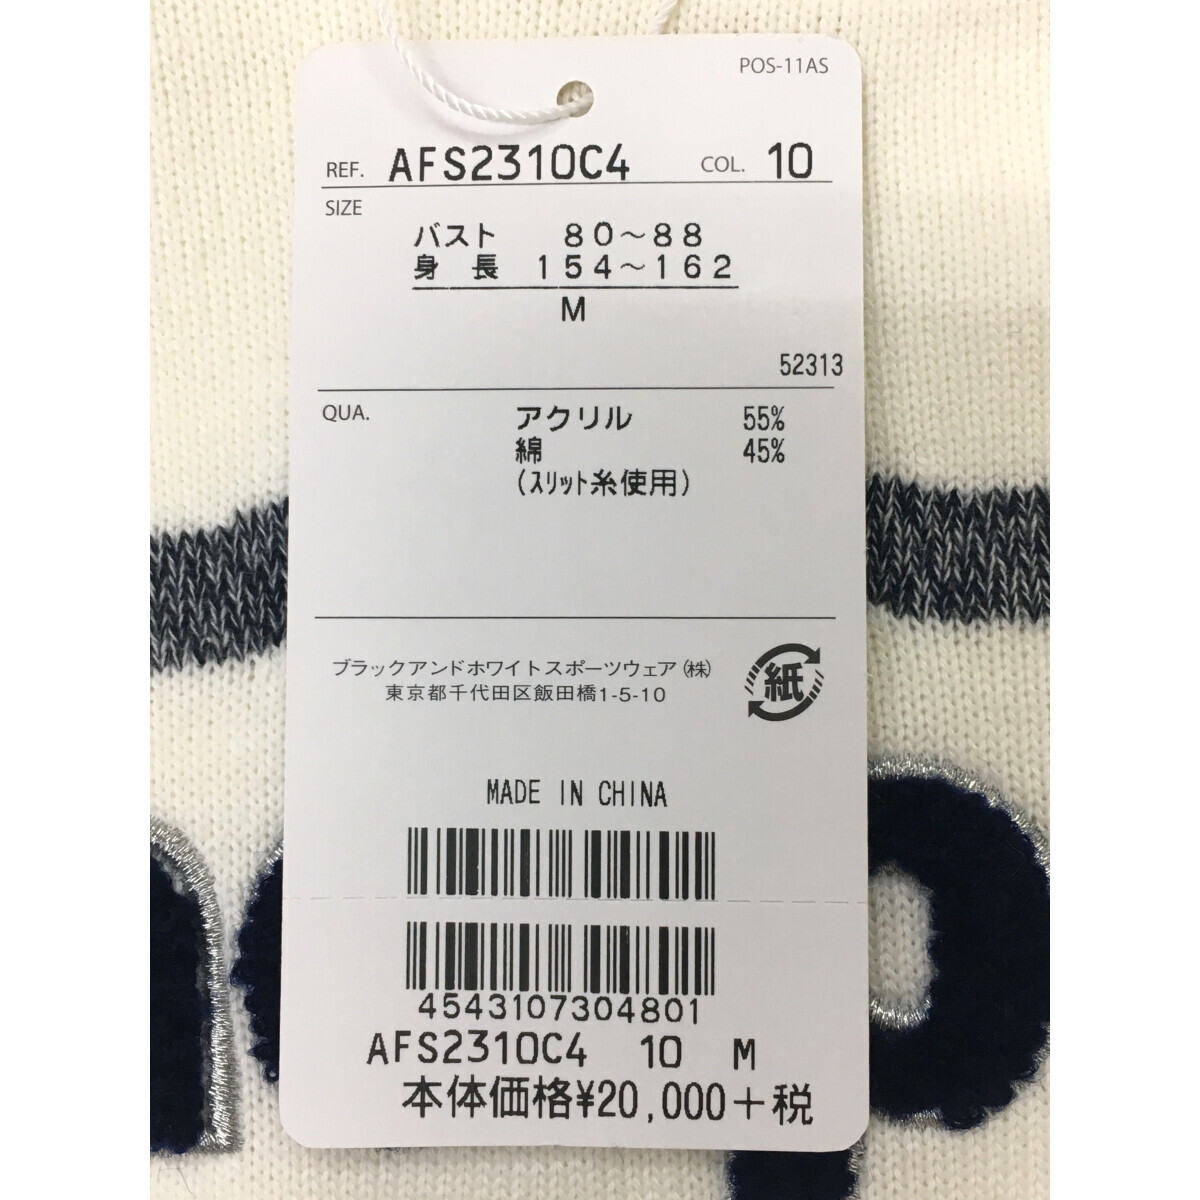 POS-11AS
REF. AFS2310C4 COL. 10
SIZE
バスト 80～88
身長 154～162
M
52313
QUA. アクリル 55%
綿 45%
(ｽﾘｯﾄ糸使用)
ブラックアンドホワイトスポーツウェア㈱
東京都千代田区飯田橋1-5-10
紙
MADE IN CHINA
4543107304801
AFS2310C4 10 M
本体価格¥20,000＋税